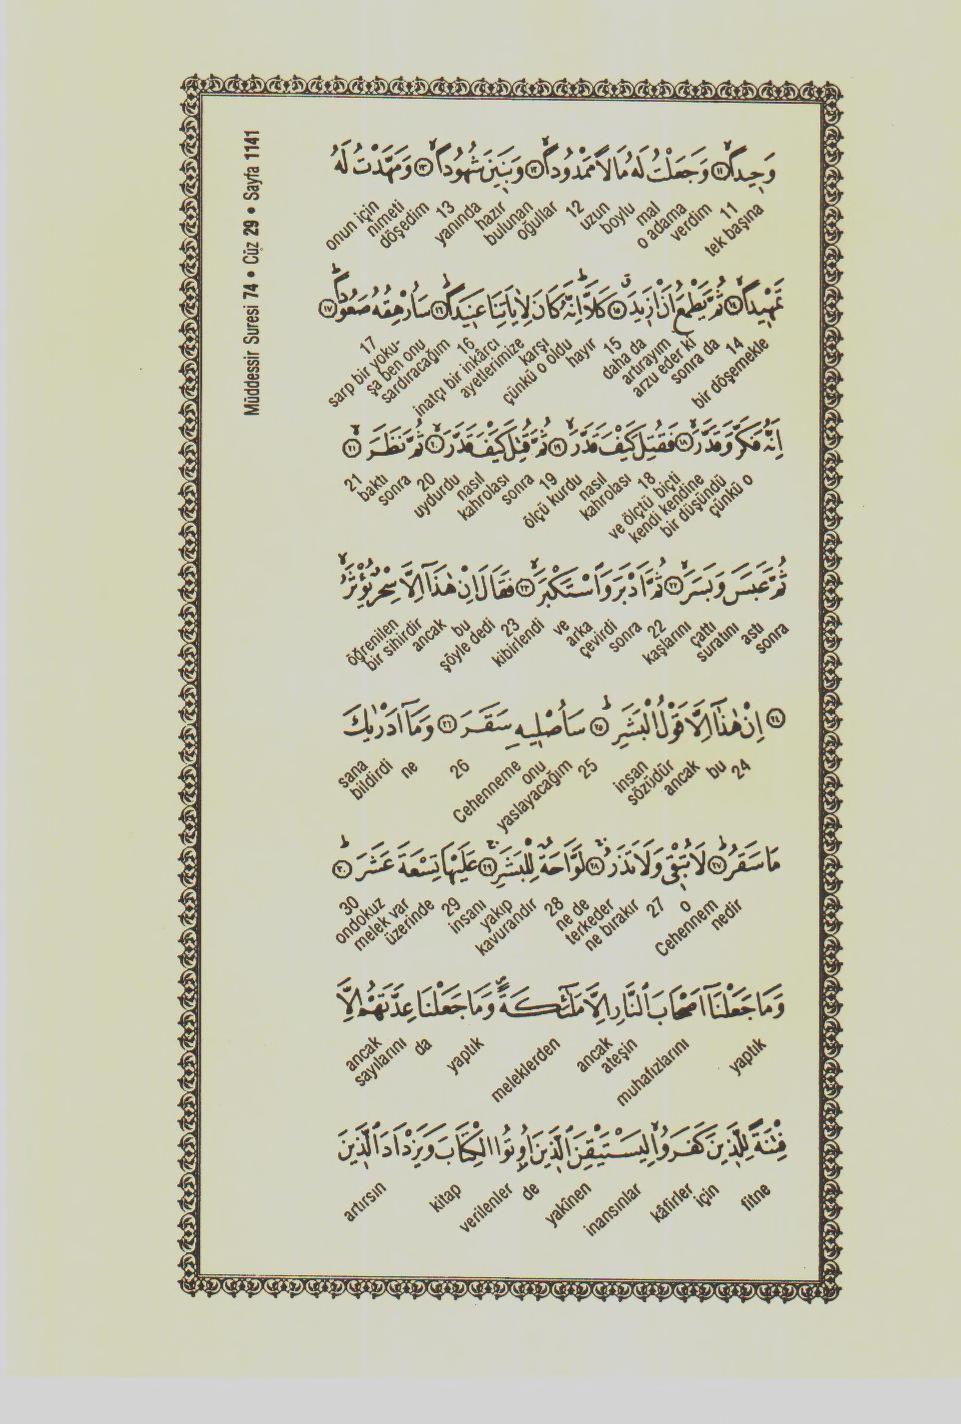 Müddessir Suresi 74 • Cüz 29 • Sayfa 1141
وَحِيدًا ﴿١١﴾ وَجَعَلْتُ لَهُ مَالًا مَمْدُودًا ﴿١٢﴾ وَبَنِينَ شُهُودًا ﴿١٣﴾ وَمَهَّدْتُ لَهُ
tek başına 11 verdim o adama mal boylu uzun 12 oğullar bulunan hazır yanında 13 döşedim nimeti onun için
تَمْهِيدًا ﴿١٤﴾ ثُمَّ يَطْمَعُ أَنْ أَزِيدَ ﴿١٥﴾ كَلَّا إِنَّهُ كَانَ لِآيَاتِنَا عَنِيدًا ﴿١٦﴾ سَأُرْهِقُهُ صَعُودًا ﴿١٧﴾
bir döşemekle 14 sonra da arzu eder ki artırayım daha da 15 hayır çünkü o oldu karşı ayetlerimize inatçı bir inkârcı 16 sardıracağım şa ben onu sarp bir yoku- 17
إِنَّهُ فَكَّرَ وَقَدَّرَ ﴿١٨﴾ فَقُتِلَ كَيْفَ قَدَّرَ ﴿١٩﴾ ثُمَّ قُتِلَ كَيْفَ قَدَّرَ ﴿٢٠﴾ ثُمَّ نَظَرَ ﴿٢١﴾
çünkü o bir düşündü kendi kendine ve ölçtü biçti 18 kahrolası nasıl ölçü kurdu 19 sonra kahrolası nasıl uydurdu 20 sonra baktı 21
ثُمَّ عَبَسَ وَبَسَرَ ﴿٢٢﴾ ثُمَّ أَدْبَرَ وَاسْتَكْبَرَ ﴿٢٣﴾ فَقَالَ إِنْ هَٰذَا إِلَّا سِحْرٌ يُؤْثَرُ
sonra astı suratını çattı kaşlarını 22 sonra çevirdi arka ve kibirlendi 23 şöyle dedi bu ancak bir sihirdir öğrenilen
﴿٢٤﴾ إِنْ هَٰذَا إِلَّا قَوْلُ الْبَشَرِ ﴿٢٥﴾ سَأُصْلِيهِ سَقَرَ ﴿٢٦﴾ وَمَا أَدْرَٰيكَ
24 bu ancak sözüdür insan 25 yaslayacağım onu Cehenneme 26 ne bildirdi sana
مَا سَقَرُ ﴿٢٧﴾ لَا تُبْقِي وَلَا تَذَرُ ﴿٢٨﴾ لَوَّاحَةٌ لِلْبَشَرِ ﴿٢٩﴾ عَلَيْهَا تِسْعَةَ عَشَرَ ﴿٣٠﴾
nedir Cehennem o 27 ne bırakır terkeder ne de 28 kavurandır yakıp insanı 29 üzerinde melek var ondokuz 30
وَمَا جَعَلْنَا أَصْحَابَ النَّارِ إِلَّا مَلَٰئِكَةً وَمَا جَعَلْنَا عِدَّتَهُمْ إِلَّا
yaptık muhafızlarını ateşin ancak meleklerden yaptık da sayılarını ancak
فِتْنَةً لِلَّذِينَ كَفَرُوا لِيَسْتَيْقِنَ الَّذِينَ أُوتُوا الْكِتَابَ وَيَزْدَادَ الَّذِينَ
fitne için kâfirler inansınlar yakînen de verilenler kitap artırsın